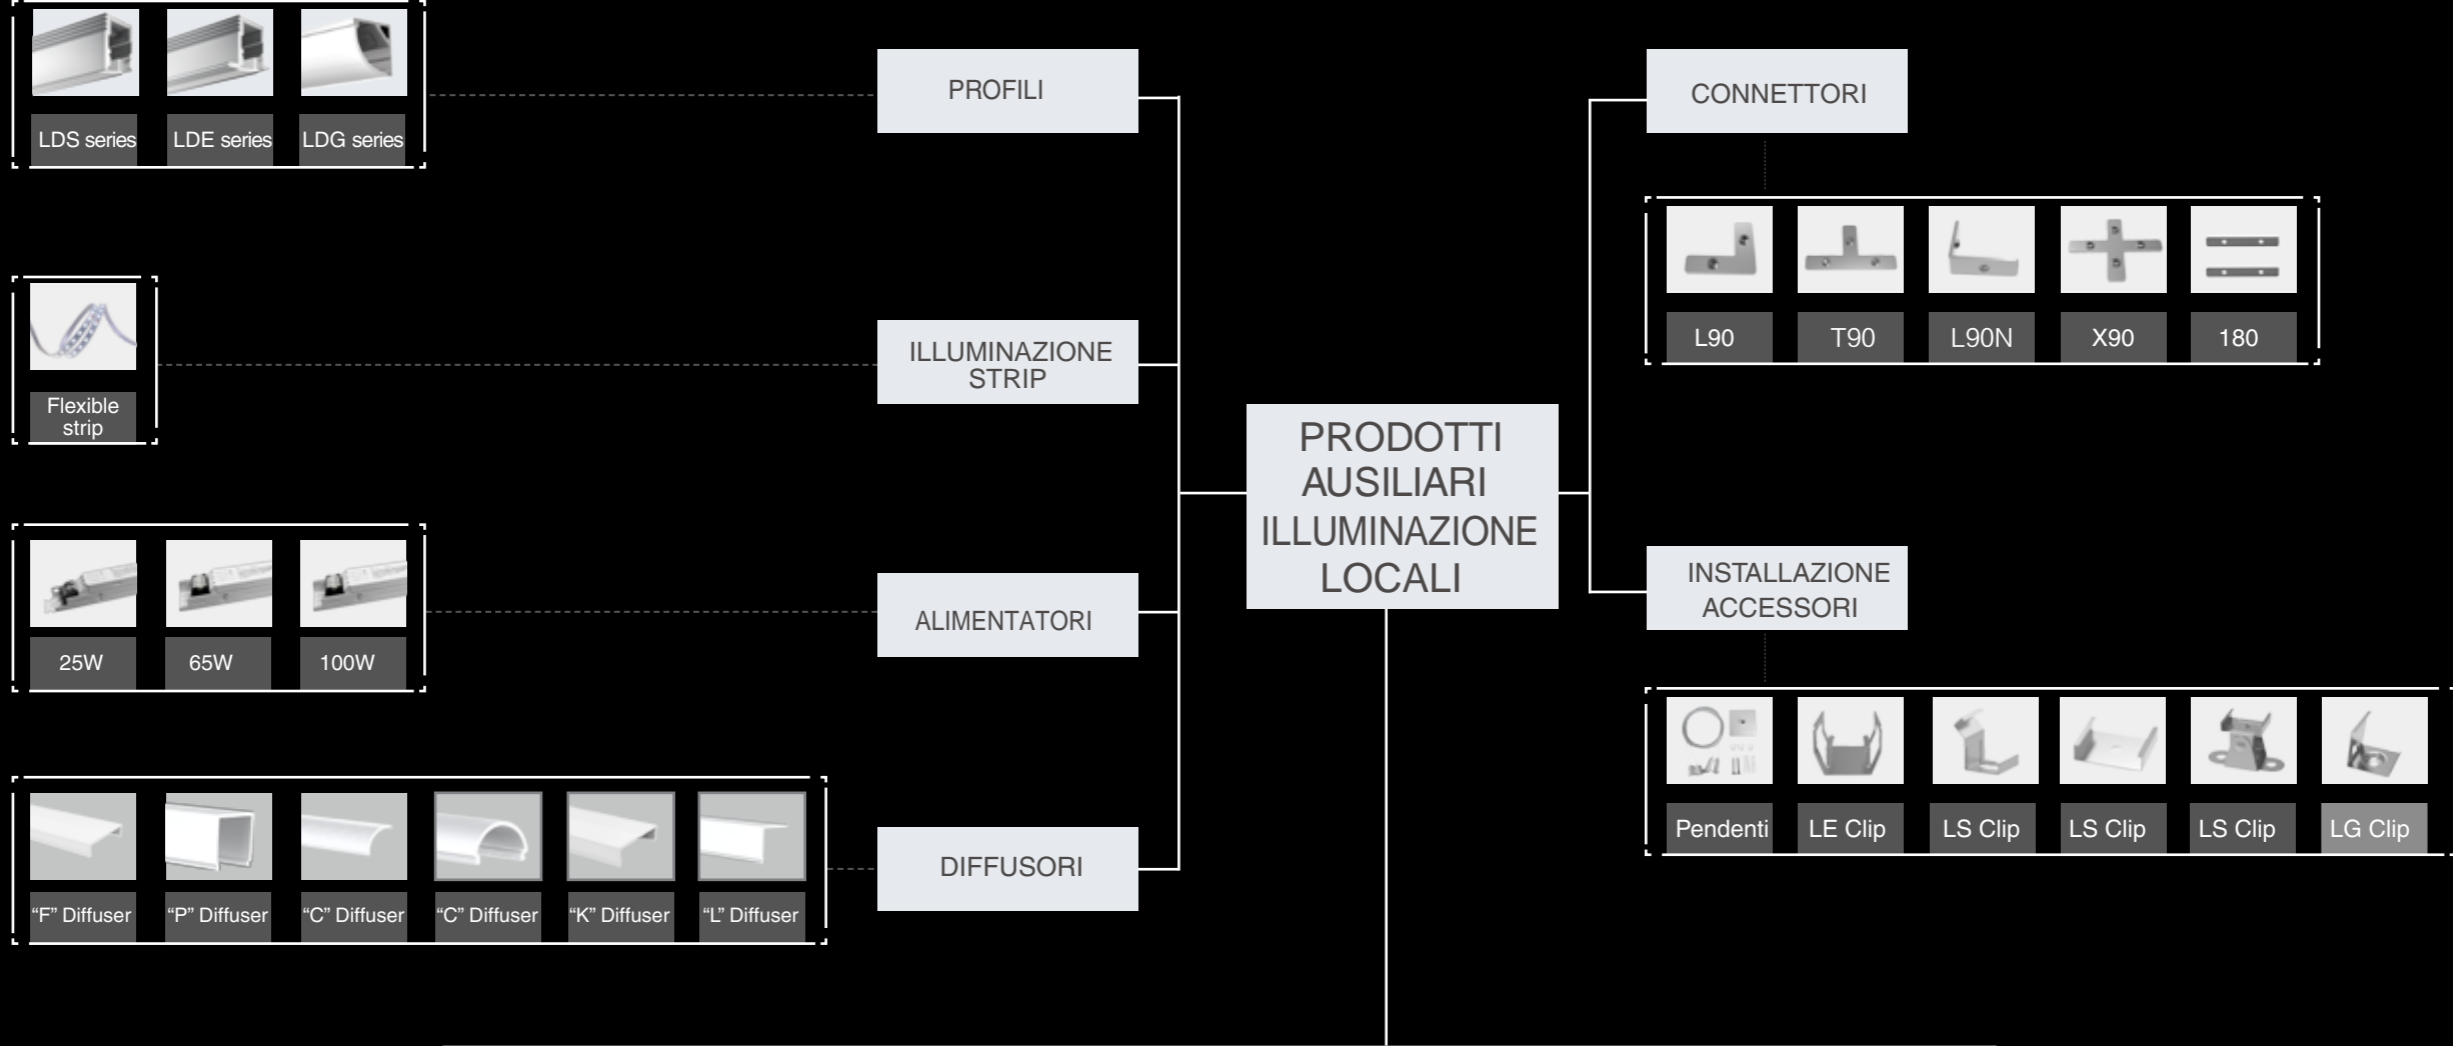 PROFILI
LDS series
LDE series
LDG series
ILLUMINAZIONE
STRIP
Flexible
strip
ALIMENTATORI
25W
65W
100W
DIFFUSORI
“F” Diffuser
“P” Diffuser
“C” Diffuser
“C” Diffuser
“K” Diffuser
“L” Diffuser
PRODOTTI
AUSILIARI
ILLUMINAZIONE
LOCALI
CONNETTORI
L90
T90
L90N
X90
180
INSTALLAZIONE
ACCESSORI
Pendenti
LE Clip
LS Clip
LS Clip
LS Clip
LG Clip